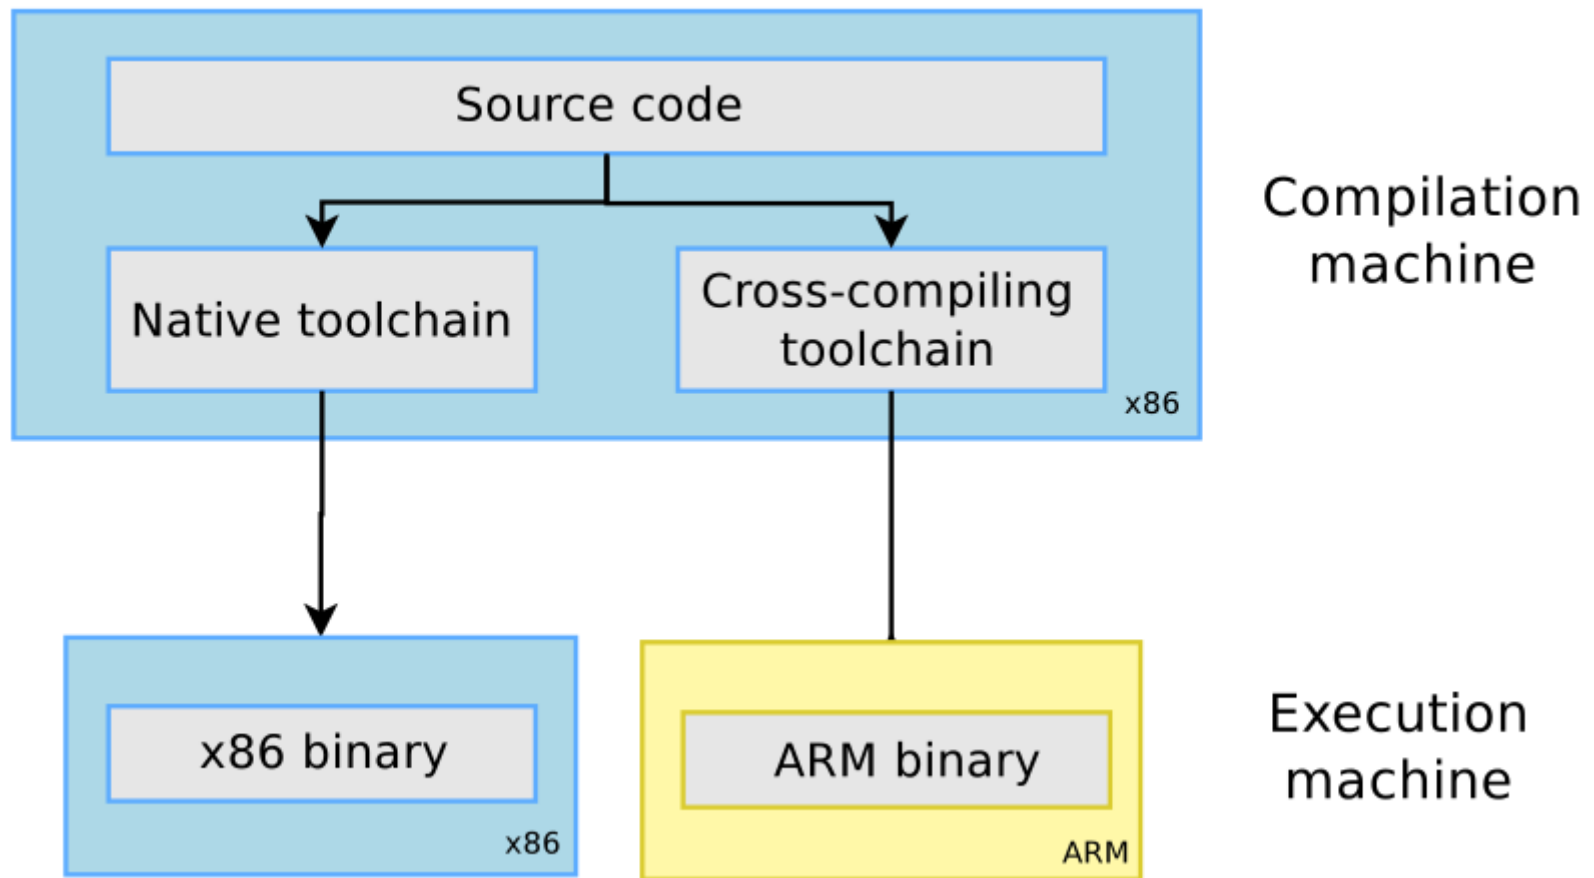 Source code
Native toolchain
Cross-compiling
toolchain
x86
Compilation
machine
x86 binary
x86
ARM binary
ARM
Execution
machine